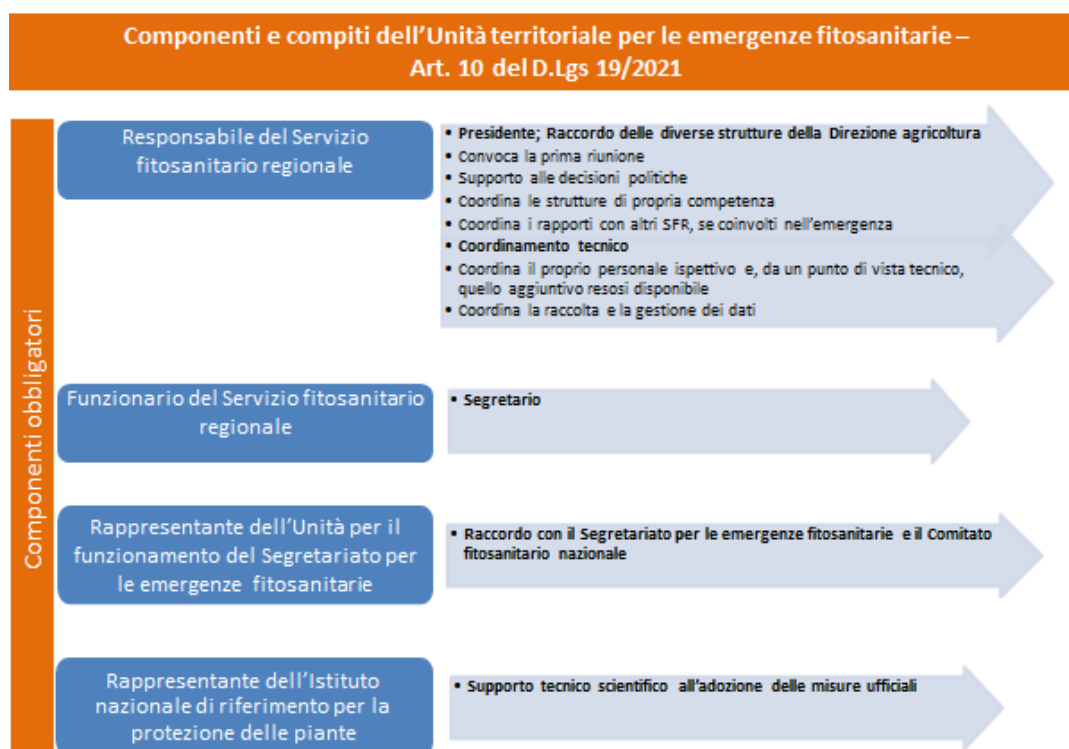 Componenti e compiti dell’Unità territoriale per le emergenze fitosanitarie –
Art. 10 del D.Lgs 19/2021
Componenti obbligatori
Responsabile del Servizio
fitosanitario regionale
• Presidente; Raccordo delle diverse strutture della Direzione agricoltura
• Convoca la prima riunione
• Supporto alle decisioni politiche
• Coordina le strutture di propria competenza
• Coordina i rapporti con altri SFR, se coinvolti nell’emergenza
• Coordinamento tecnico
• Coordina il proprio personale ispettivo e, da un punto di vista tecnico,
quello aggiuntivo resosi disponibile
• Coordina la raccolta e la gestione dei dati
Funzionario del Servizio fitosanitario
regionale
• Segretario
Rappresentante dell’Unità per il
funzionamento del Segretariato per
le emergenze fitosanitarie
• Raccordo con il Segretariato per le emergenze fitosanitarie e il Comitato
fitosanitario nazionale
Rappresentante dell’Istituto
nazionale di riferimento per la
protezione delle piante
• Supporto tecnico scientifico all’adozione delle misure ufficiali